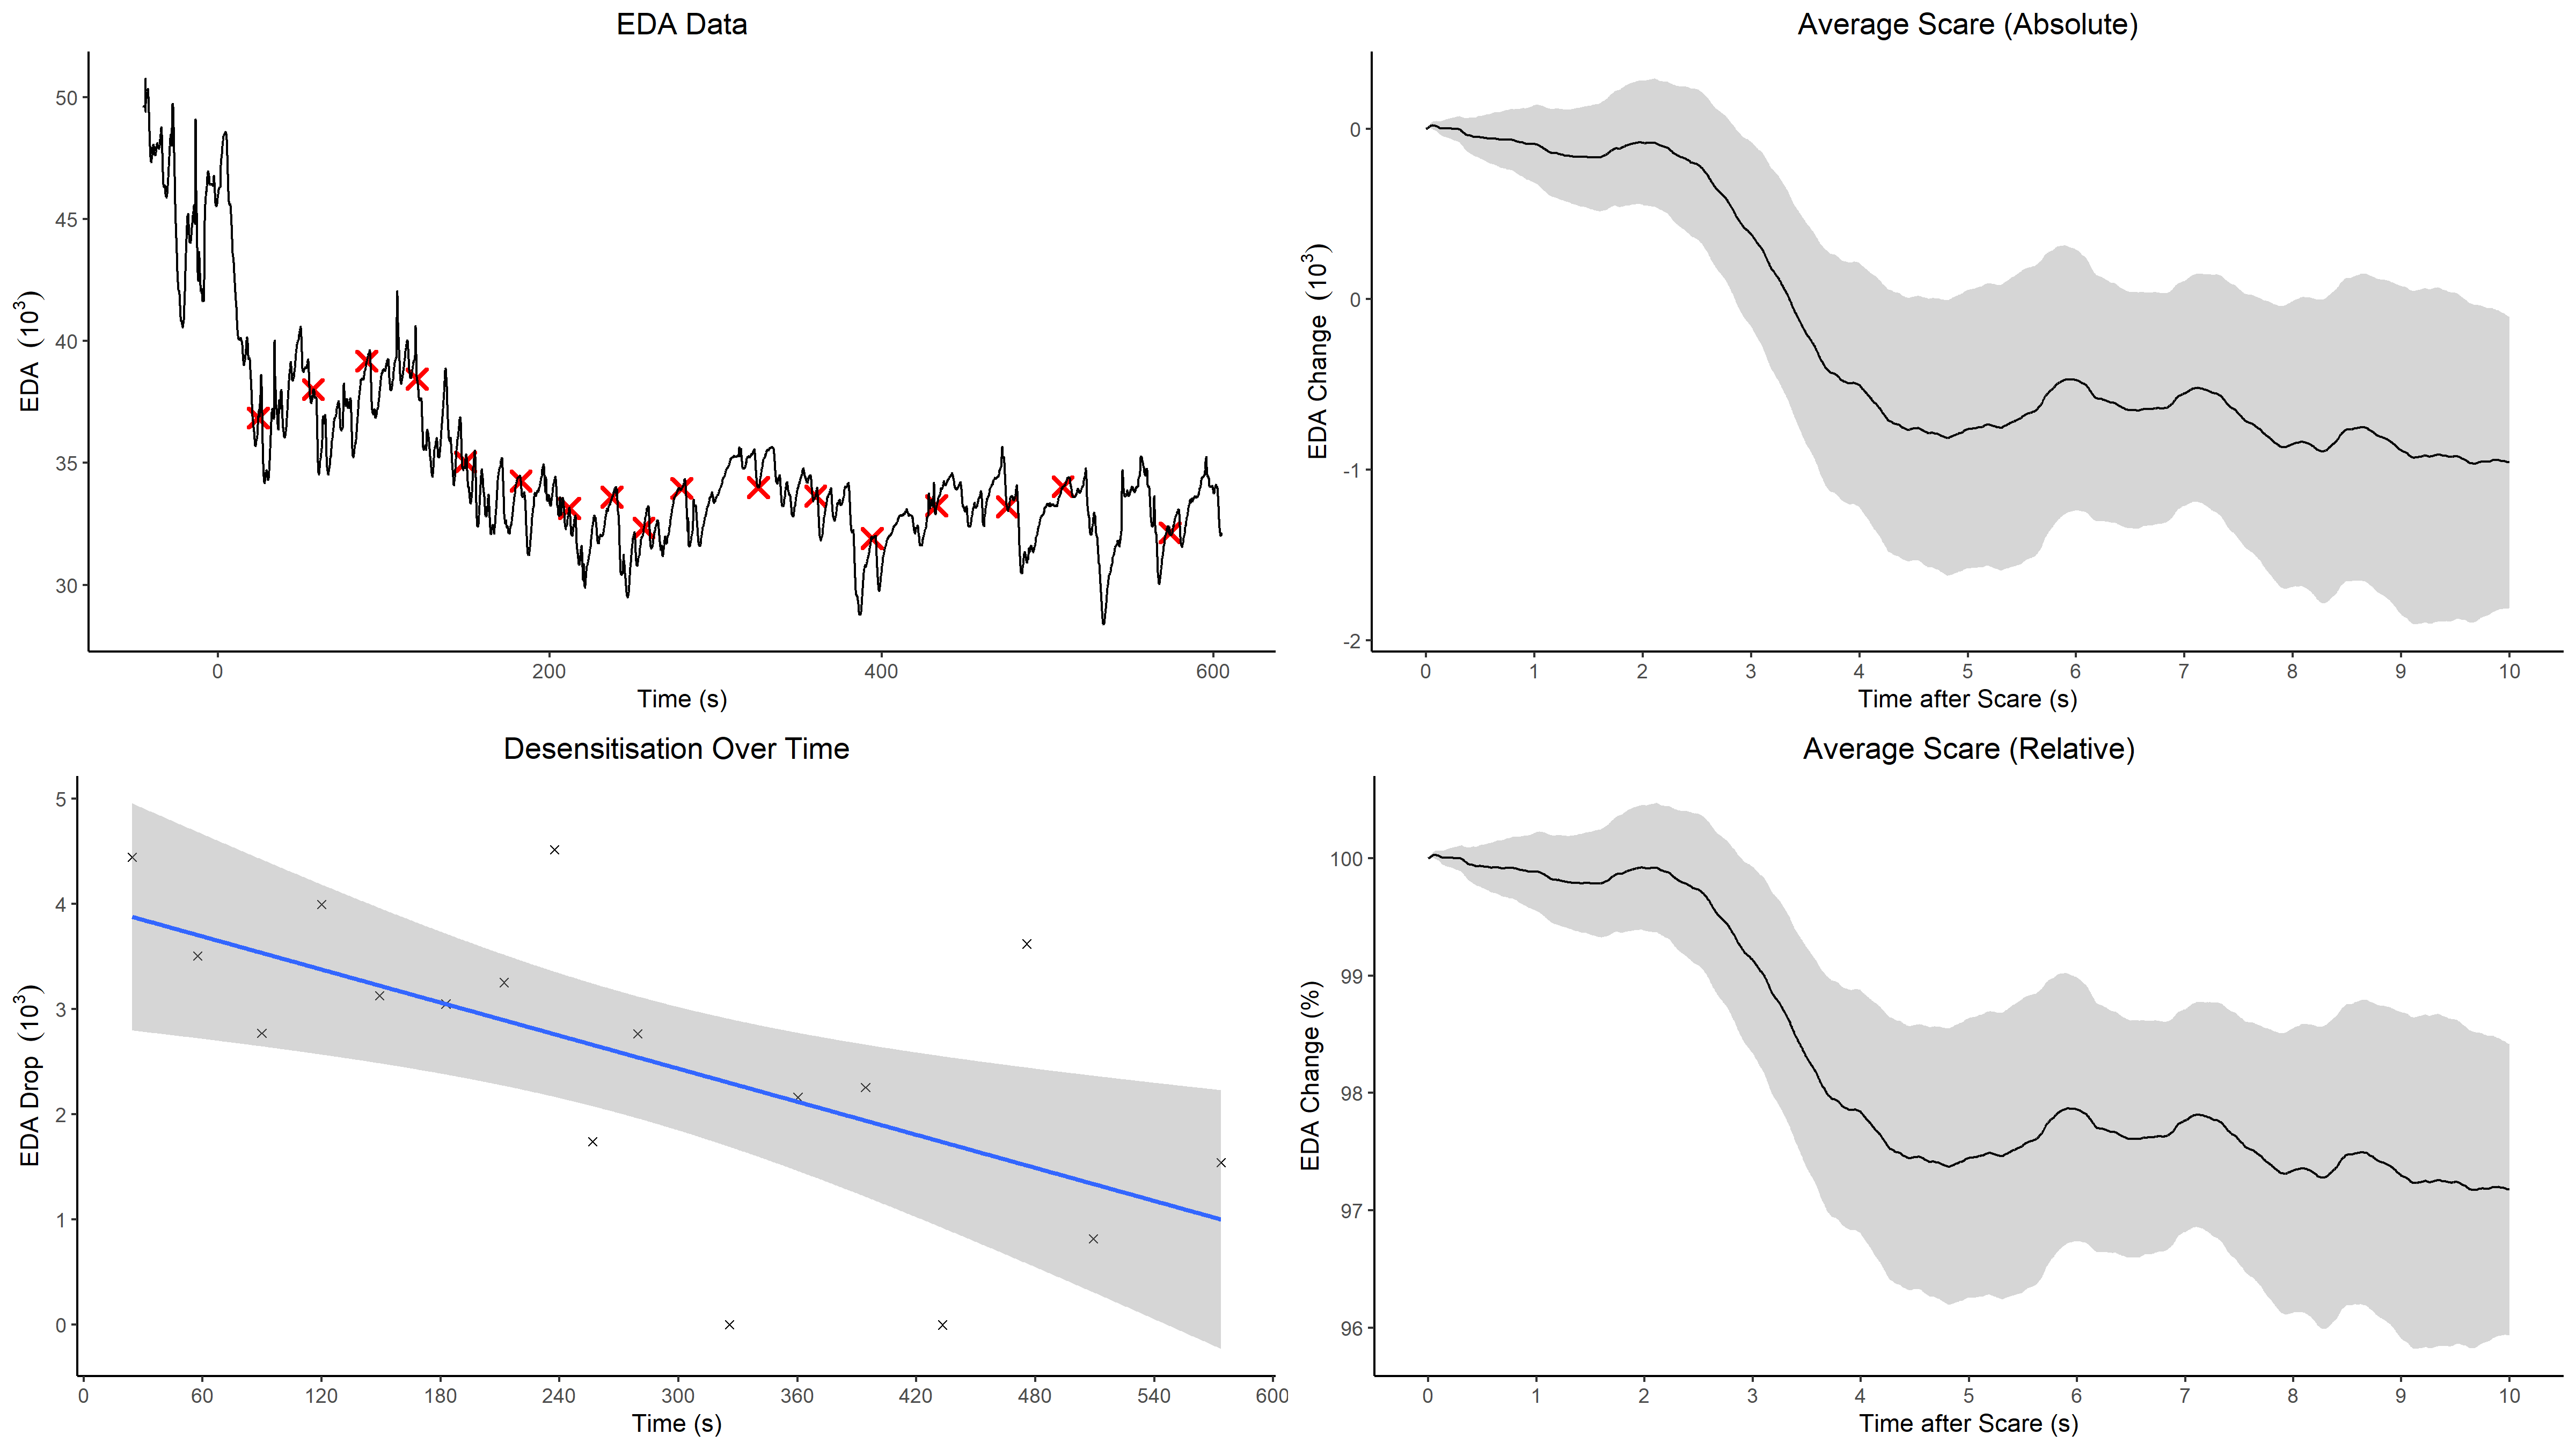 EDA Data
50
45
40
35
30
EDA (10³)
0 200 400 600
Time (s)
Average Scare (Absolute)
0
0
-1
-2
EDA Change (10³)
0 1 2 3 4 5 6 7 8 9 10
Time after Scare (s)
Desensitisation Over Time
5
4
3
2
1
0
EDA Drop (10³)
0 60 120 180 240 300 360 420 480 540 600
Time (s)
Average Scare (Relative)
100
99
98
97
96
EDA Change (%)
0 1 2 3 4 5 6 7 8 9 10
Time after Scare (s)